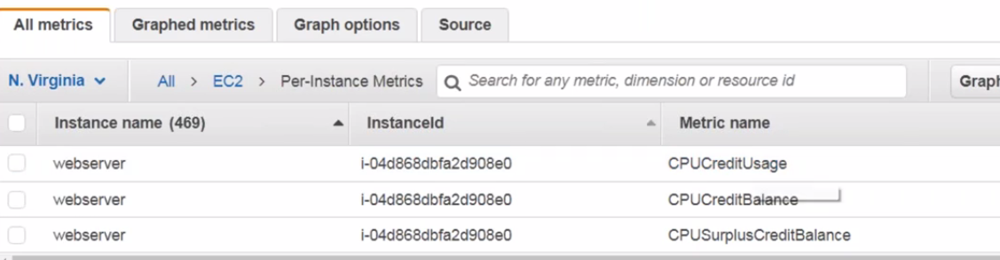 All metrics Graphed metrics Graph options Source
N. Virginia All > EC2 > Per-Instance Metrics Search for any metric, dimension or resource id Graph
Instance name (469) InstanceId Metric name
webserver i-04d868dbfa2d908e0 CPUCreditUsage
webserver i-04d868dbfa2d908e0 CPUCreditBalance
webserver i-04d868dbfa2d908e0 CPUSurplusCreditBalance